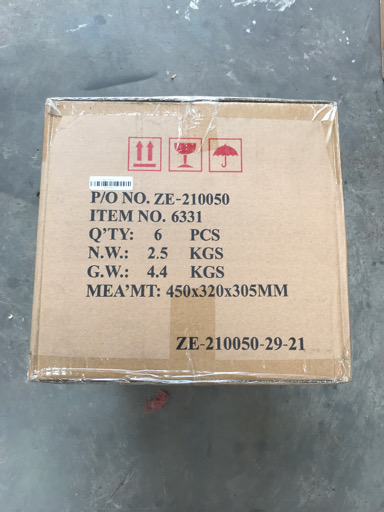 P/O NO. ZE-210050
ITEM NO. 6331
Q'TY: 6 PCS
N.W.: 2.5 KGS
G.W.: 4.4 KGS
MEA'MT: 450x320x305MM
ZE-210050-29-21